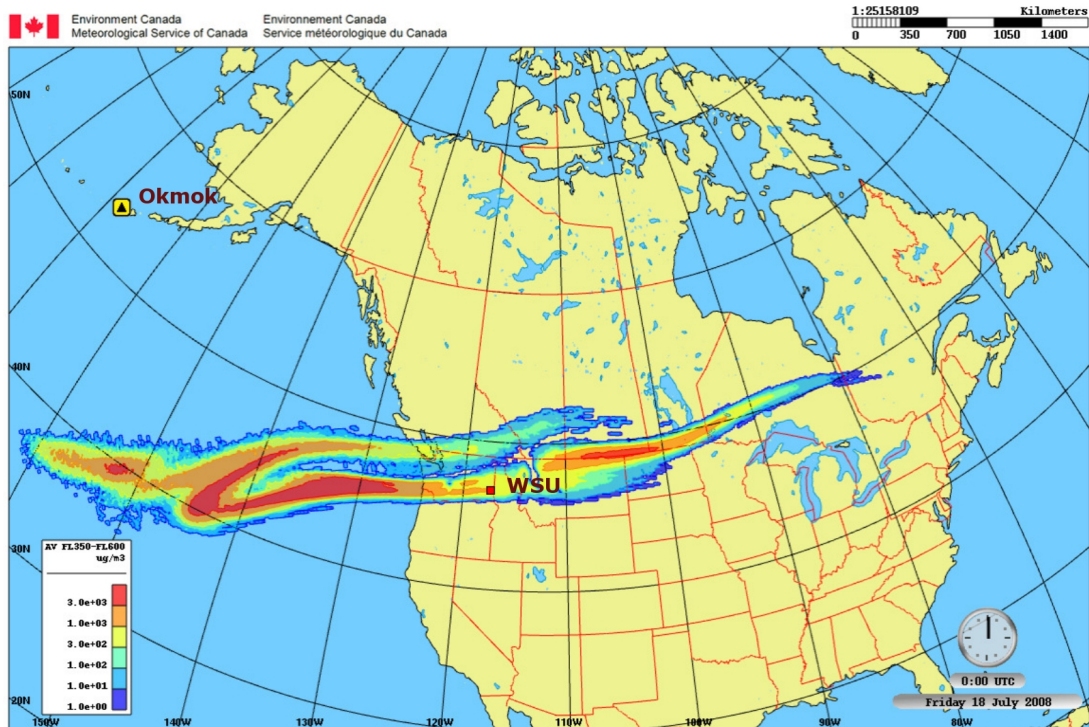 Environment Canada
Meteorological Service of Canada
Environnement Canada
Service météorologique du Canada
1:25158109 Kilometers
0 350 700 1050 1400
50N
Okmok
40N
WSU
30N
AV FL350-FL600
ug/m3
3.0e+03
1.0e+03
3.0e+02
1.0e+02
1.0e+01
1.0e+00
0:00 UTC
Friday 18 July 2008
20N
150W 140W 130W 120W 110W 100W 90W 80W